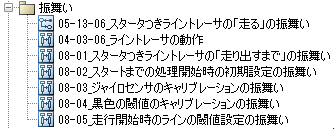 振舞い
05-13-06_スタータつきライントレーサの「走る」の振舞い
04-03-06_ライントレーサの動作
08-01_スタータつきライントレーサの「走り出すまで」の振舞い
08-02_スタートまでの処理開始時の初期設定の振舞い
08-03_ジャイロセンサのキャリブレーションの振舞い
08-04_黒色の閾値のキャリブレーションの振舞い
08-05_走行開始時のラインの閾値設定の振舞い